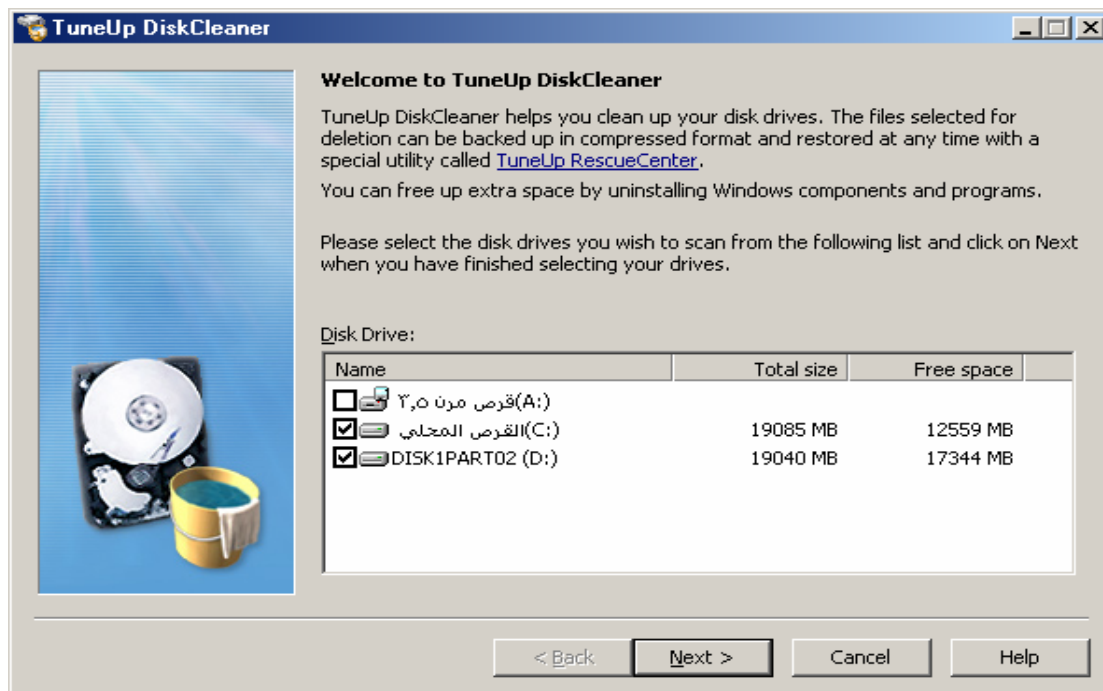 TuneUp DiskCleaner
Welcome to TuneUp DiskCleaner
TuneUp DiskCleaner helps you clean up your disk drives. The files selected for
deletion can be backed up in compressed format and restored at any time with a
special utility called TuneUp RescueCenter.
You can free up extra space by uninstalling Windows components and programs.
Please select the disk drives you wish to scan from the following list and click on Next
when you have finished selecting your drives.
Disk Drive:
Name Total size Free space
قرص مرن ٣,٥ (A:)
القرص المحلي (C:) 19085 MB 12559 MB
DISK1PART02 (D:) 19040 MB 17344 MB
< Back Next > Cancel Help